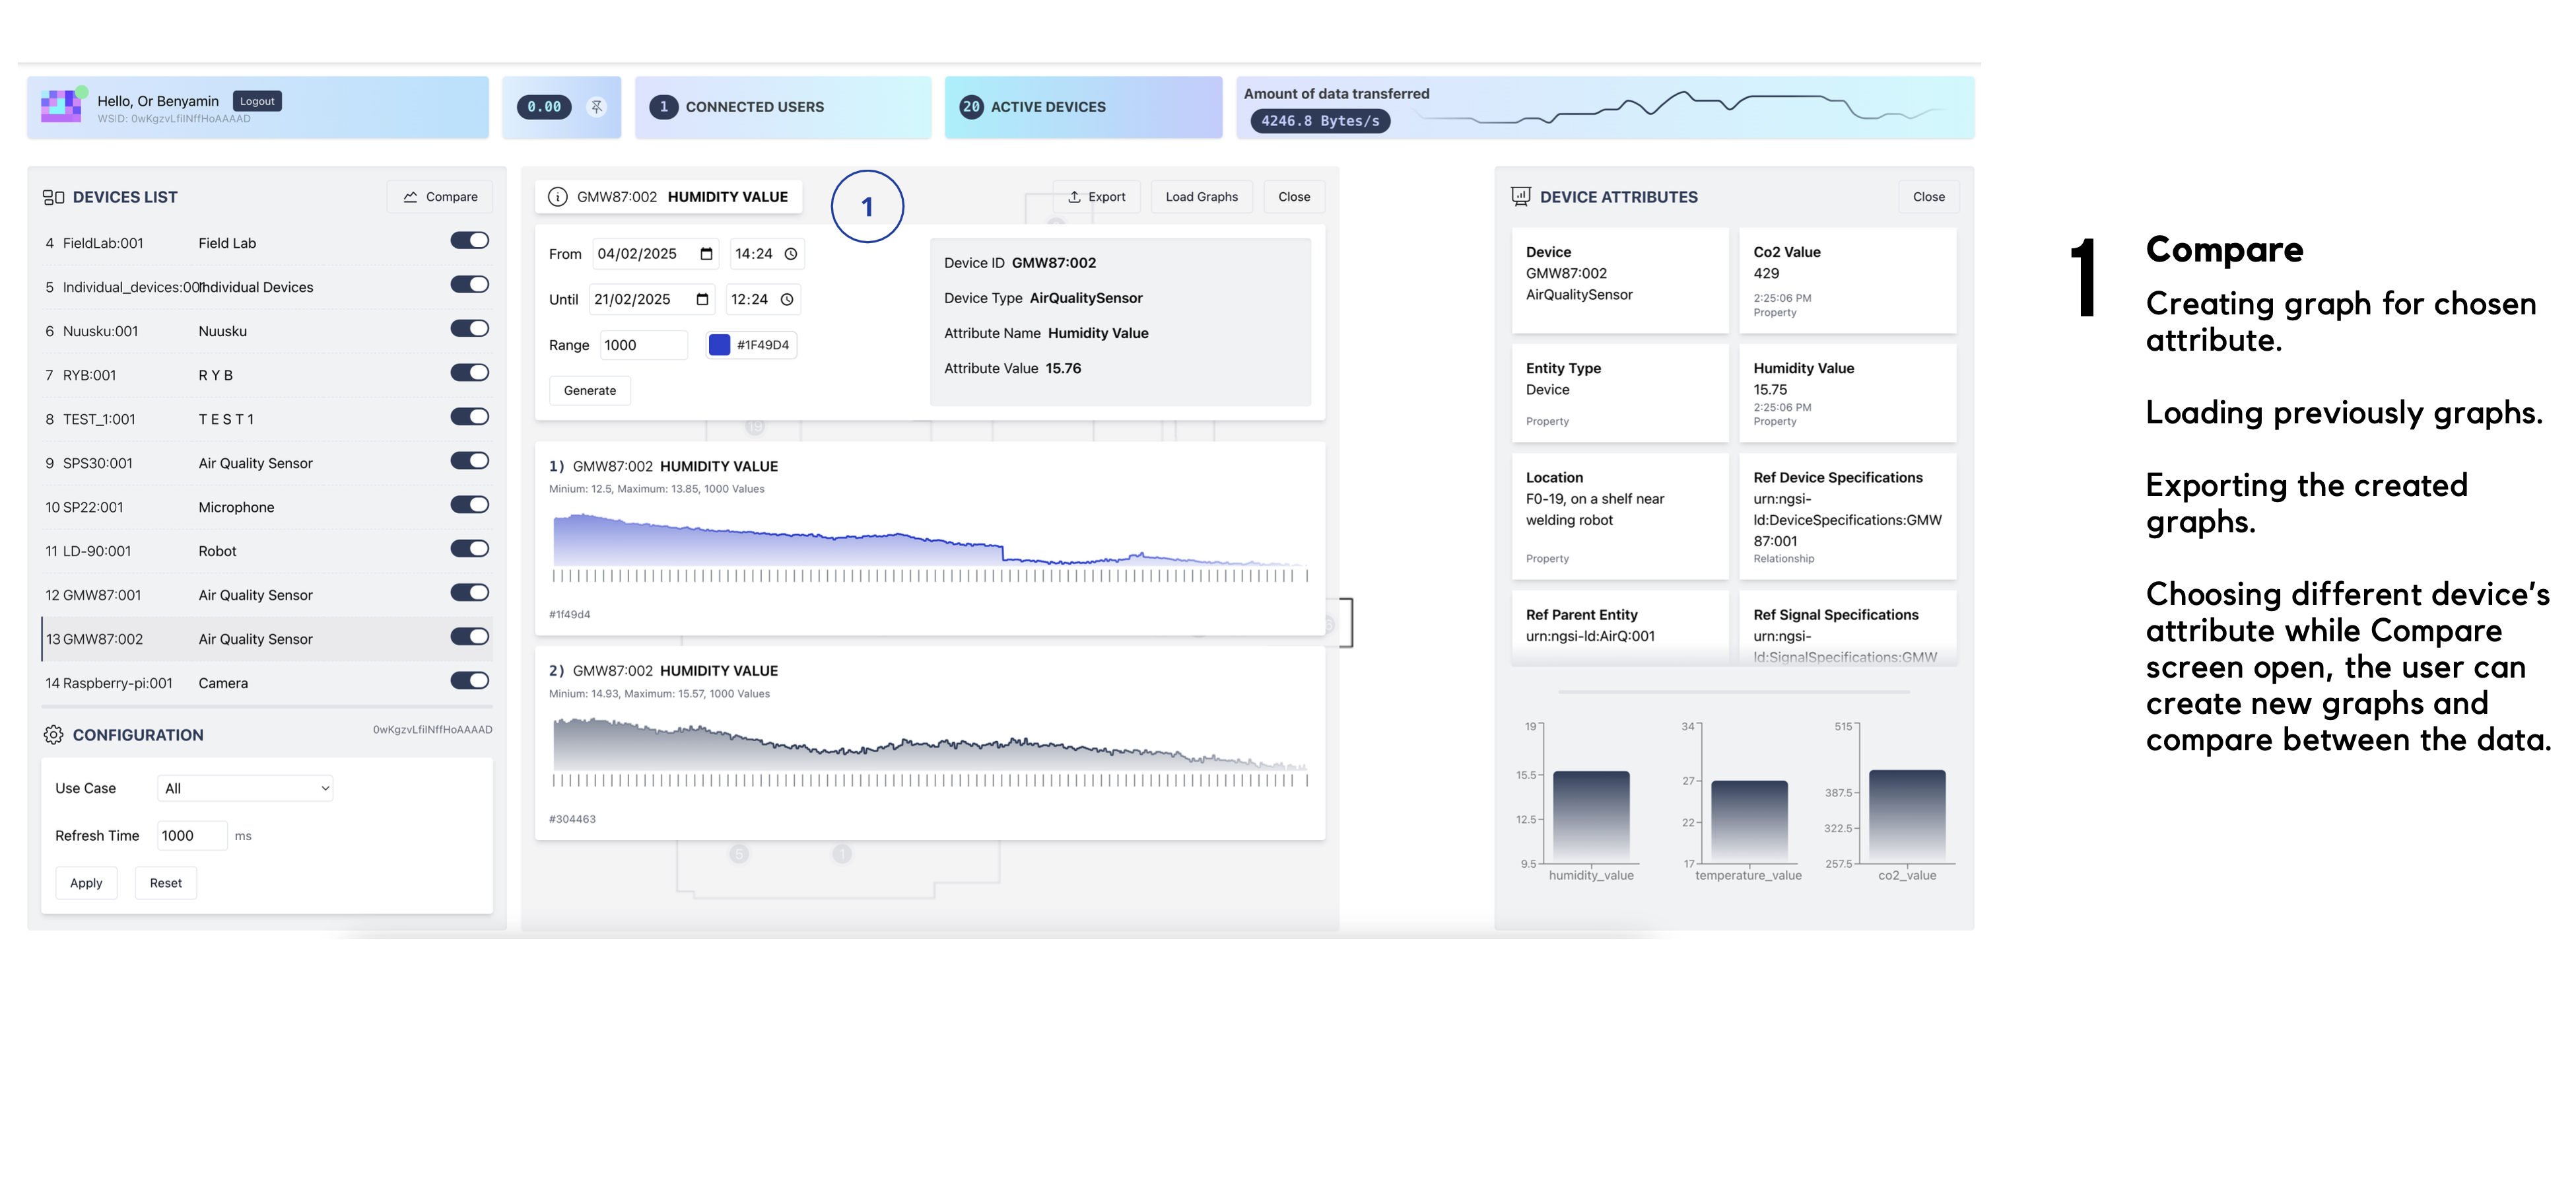 Hello, Or Benyamin Logout
WSID: 0wKgzvLfilNffHoAAAAD
0.00
1 CONNECTED USERS
20 ACTIVE DEVICES
Amount of data transferred
4246.8 Bytes/s
DEVICES LIST Compare
4 FieldLab:001 Field Lab
5 Individual_devices:001 Individual Devices
6 Nuusku:001 Nuusku
7 RYB:001 R Y B
8 TEST_1:001 T E S T 1
9 SPS30:001 Air Quality Sensor
10 SP22:001 Microphone
11 LD-90:001 Robot
12 GMW87:001 Air Quality Sensor
13 GMW87:002 Air Quality Sensor
14 Raspberry-pi:001 Camera
CONFIGURATION 0wKgzvLfilNffHoAAAAD
Use Case All
Refresh Time 1000 ms
Apply Reset
GMW87:002 HUMIDITY VALUE
1
Export Load Graphs Close
From 04/02/2025 14:24
Until 21/02/2025 12:24
Range 1000 #1F49D4
Generate
Device ID GMW87:002
Device Type AirQualitySensor
Attribute Name Humidity Value
Attribute Value 15.76
19
1) GMW87:002 HUMIDITY VALUE
Minium: 12.5, Maximum: 13.85, 1000 Values
#1f49d4
2) GMW87:002 HUMIDITY VALUE
Minium: 14.93, Maximum: 15.57, 1000 Values
#304463
5 1
DEVICE ATTRIBUTES Close
Device
GMW87:002
AirQualitySensor
Co2 Value
429
2:25:06 PM
Property
Entity Type
Device
Property
Humidity Value
15.75
2:25:06 PM
Property
Location
F0-19, on a shelf near
welding robot
Property
Ref Device Specifications
urn:ngsi-
ld:DeviceSpecifications:GMW
87:001
Relationship
Ref Parent Entity
urn:ngsi-ld:AirQ:001
Ref Signal Specifications
urn:ngsi-
ld:SignalSpecifications:GMW
19
15.5
12.5
9.5
humidity_value
34
27
22
17
temperature_value
515
387.5
322.5
257.5
co2_value
1
Compare
Creating graph for chosen
attribute.
Loading previously graphs.
Exporting the created
graphs.
Choosing different device's
attribute while Compare
screen open, the user can
create new graphs and
compare between the data.